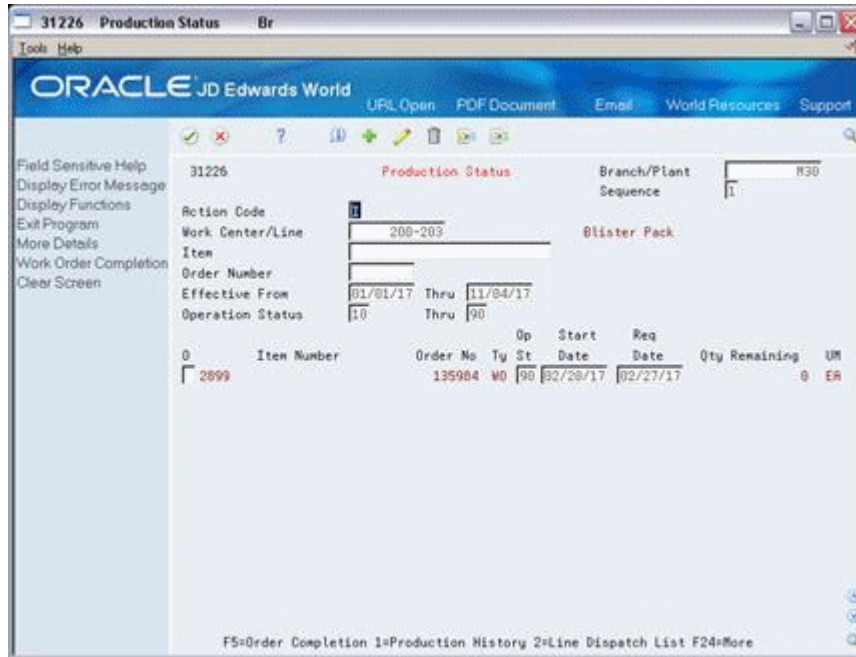 31226 Production Status Br
Tools Help
ORACLE JD Edwards World
URL Open PDF Document Email World Resources Support
Field Sensitive Help
Display Error Message
Display Functions
Exit Program
More Details
Work Order Completion
Clear Screen
31226 Production Status Branch/Plant M30
Sequence 1
Action Code I
Work Center/Line 200-203 Blister Pack
Item
Order Number
Effective From 01/01/17 Thru 11/04/17
Operation Status 10 Thru 90
Op Start Req
O Item Number Order No Ty St Date Date Qty Remaining UM
2899 135984 WO 90 02/20/17 02/27/17 0 EA
F5=Order Completion 1=Production History 2=Line Dispatch List F24=More